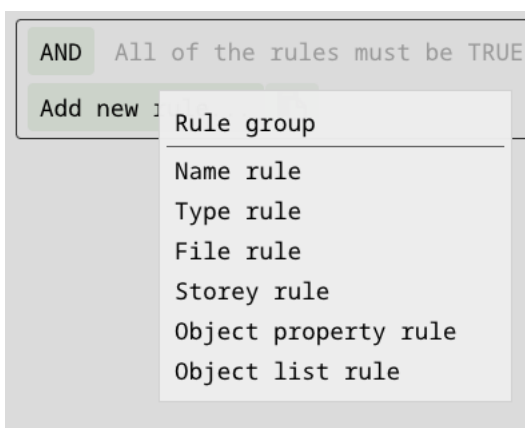 AND All of the rules must be TRUE
Add new
Rule group
Name rule
Type rule
File rule
Storey rule
Object property rule
Object list rule